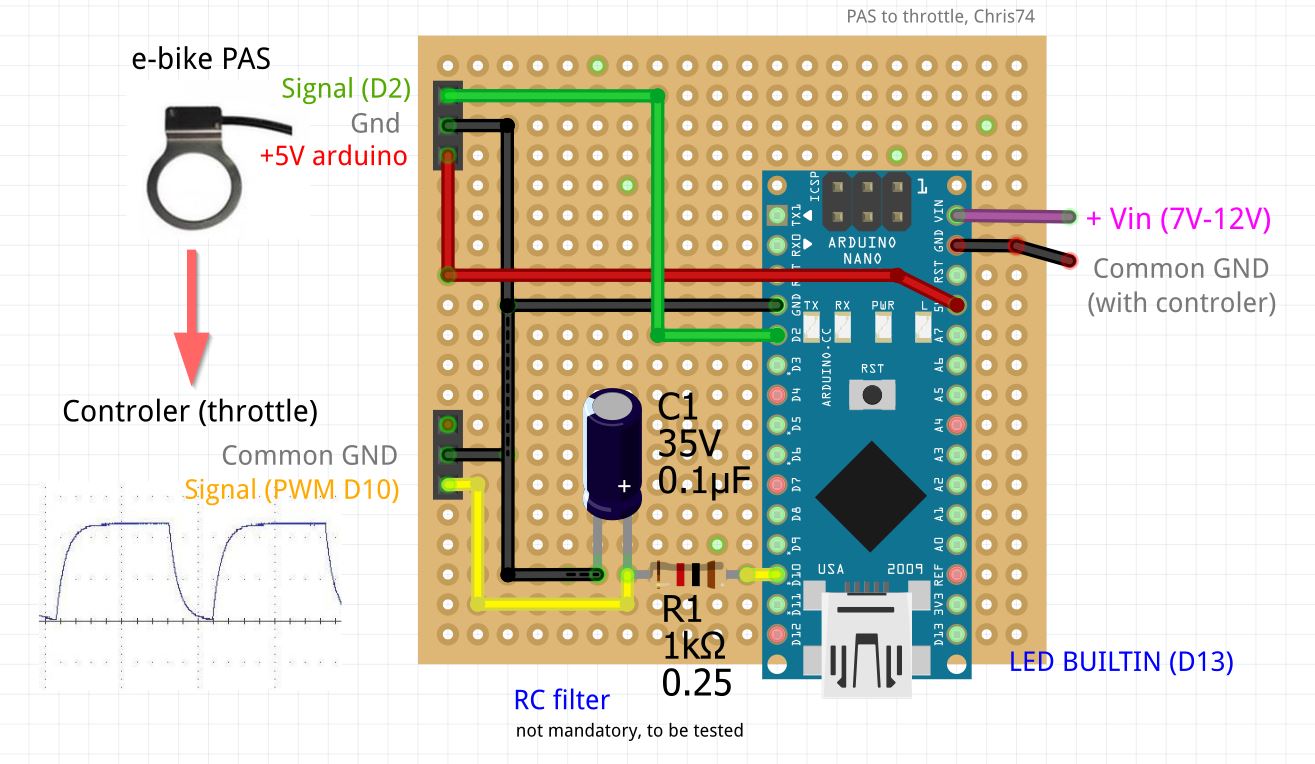 PAS to throttle, Chris74
e-bike PAS
Signal (D2)
Gnd
+5V arduino
Controler (throttle)
Common GND
Signal (PWM D10)
C1
35V
0.1µF
+
R1
1kΩ
0.25
RC filter
not mandatory, to be tested
ICSP
1
ARDUINO
NANO
TX1
RX0
GND
D2
D3
D4
D5
D6
D7
D8
D9
D10
D11
D12
VIN
GND
RST
A7
A6
A5
A4
A3
A2
A1
A0
REF
3V3
D13
TX
RX
PWR
L
ARDUINO.CC
RST
USA
2009
+ Vin (7V-12V)
Common GND
(with controler)
LED BUILTIN (D13)